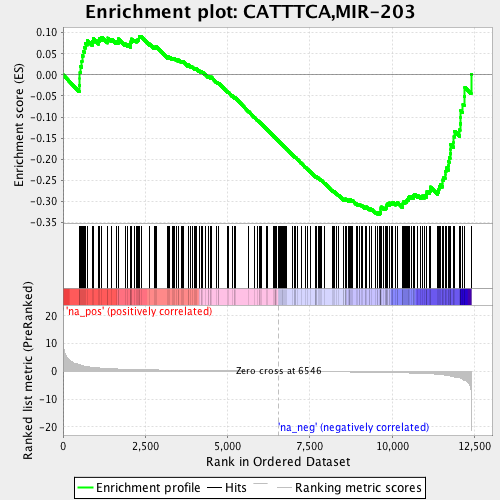 Enrichment plot: CATTTCA,MIR-203
Enrichment score (ES)
0.10
0.05
0.00
-0.05
-0.10
-0.15
-0.20
-0.25
-0.30
-0.35
'na_pos' (positively correlated)
Ranked list metric (PreRanked)
20
10
0
-10
-20
Zero cross at 6546
'na_neg' (negatively correlated)
0
2,500
5,000
7,500
10,000
12,500
Rank in Ordered Dataset
Enrichment profile
Hits
Ranking metric scores